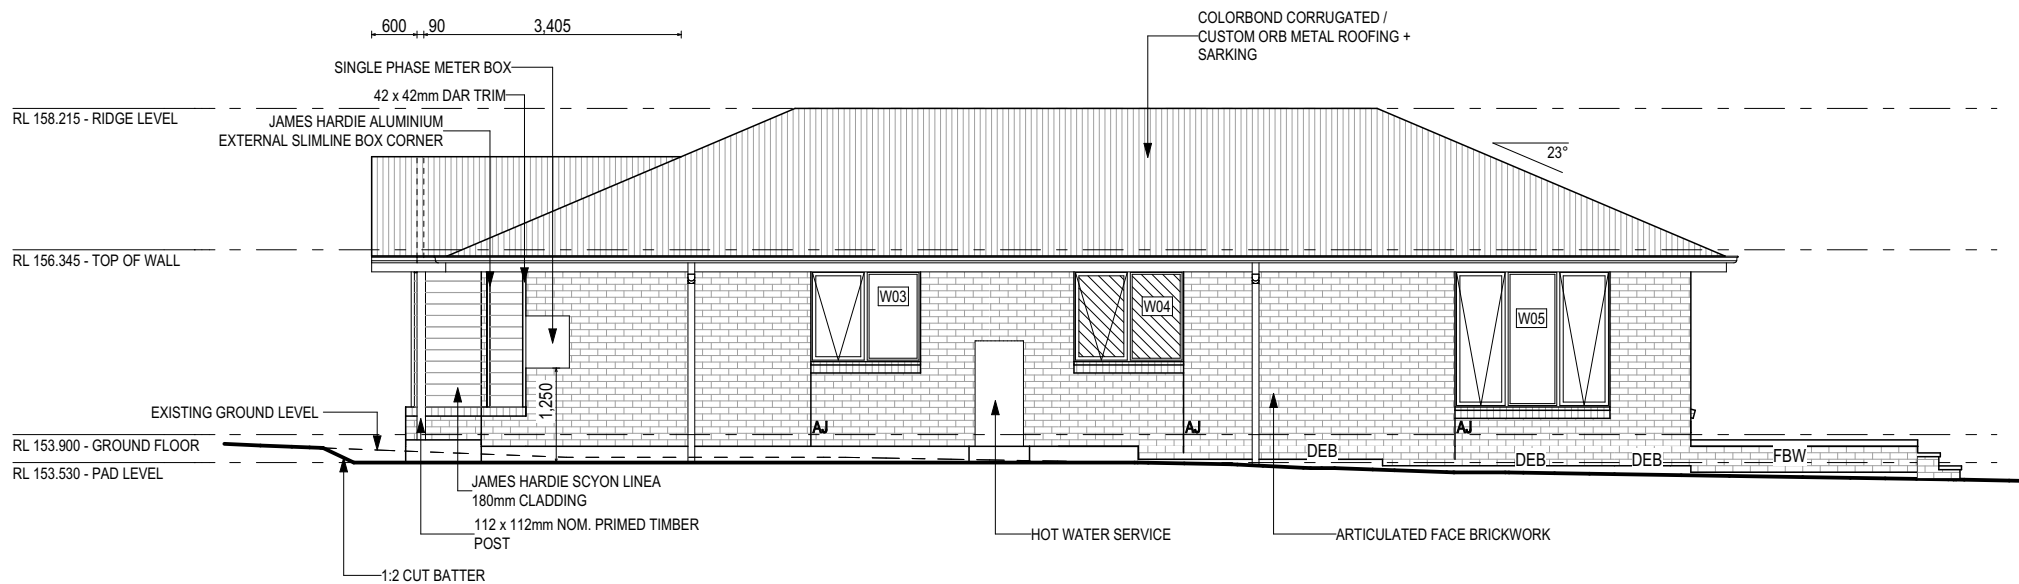 600 90 3,405
COLORBOND CORRUGATED /
CUSTOM ORB METAL ROOFING +
SARKING
SINGLE PHASE METER BOX
42 x 42mm DAR TRIM
RL 158.215 - RIDGE LEVEL
JAMES HARDIE ALUMINIUM
EXTERNAL SLIMLINE BOX CORNER
23°
RL 156.345 - TOP OF WALL
W03
W04
W05
1,250
EXISTING GROUND LEVEL
AJ
AJ
AJ
RL 153.900 - GROUND FLOOR
DEB
DEB
DEB
FBW
RL 153.530 - PAD LEVEL
JAMES HARDIE SCYON LINEA
180mm CLADDING
112 x 112mm NOM. PRIMED TIMBER
POST
HOT WATER SERVICE
ARTICULATED FACE BRICKWORK
1:2 CUT BATTER